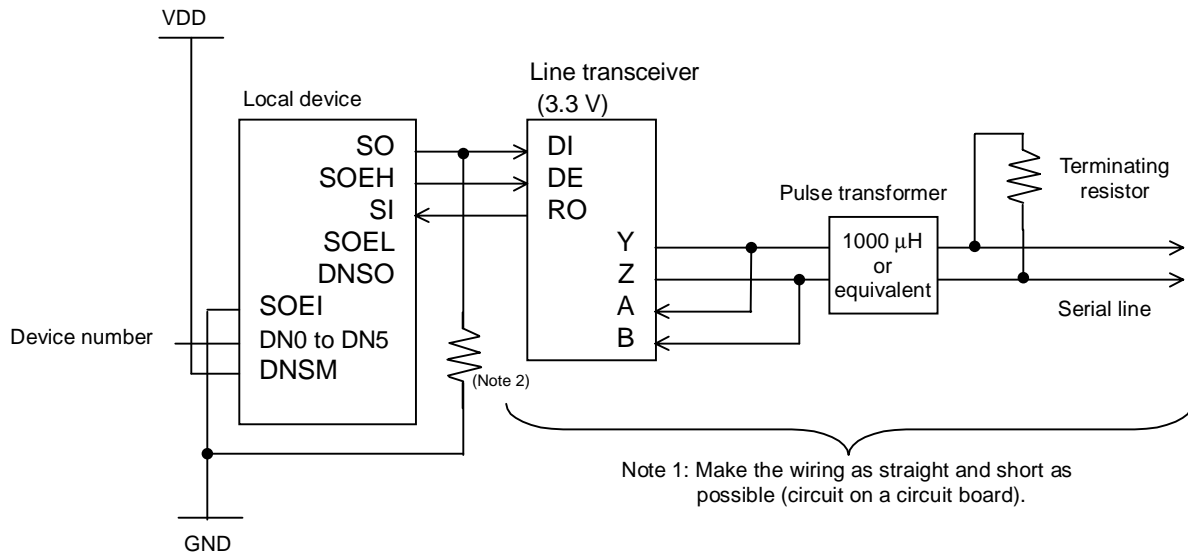 VDD
Local device
Line transceiver
(3.3 V)
SO
SOEH
SI
SOEL
DNSO
SOEI
DN0 to DN5
DNSM
Device number
DI
DE
RO
Y
Z
A
B
Pulse transformer
1000 μH
or
equivalent
Terminating
resistor
Serial line
(Note 2)
Note 1: Make the wiring as straight and short as
possible (circuit on a circuit board).
GND